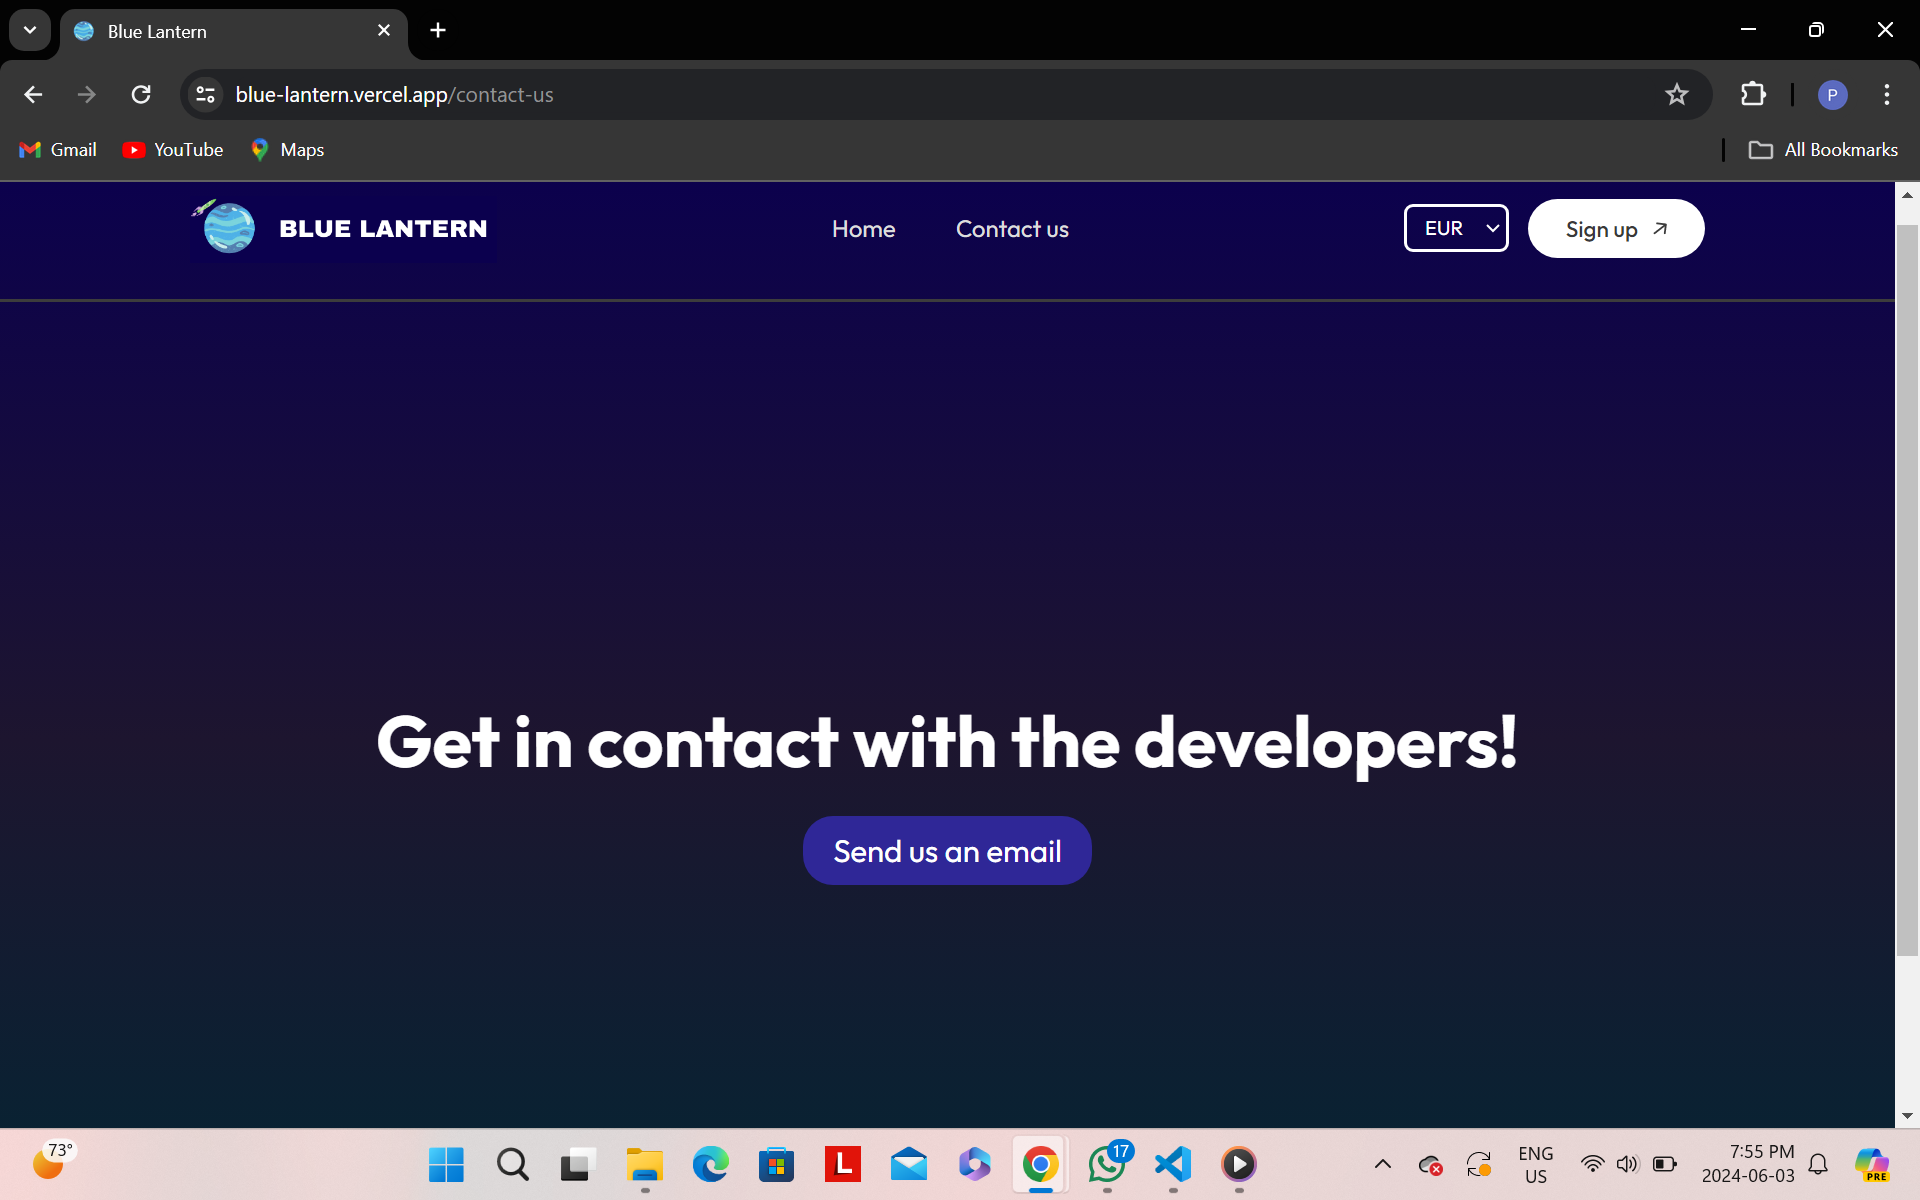 Blue Lantern
blue-lantern.vercel.app/contact-us
P
Gmail
YouTube
Maps
All Bookmarks
BLUE LANTERN
Home
Contact us
EUR
Sign up
Get in contact with the developers!
Send us an email
73°
L
17
ENG
US
7:55 PM
2024-06-03
PRE